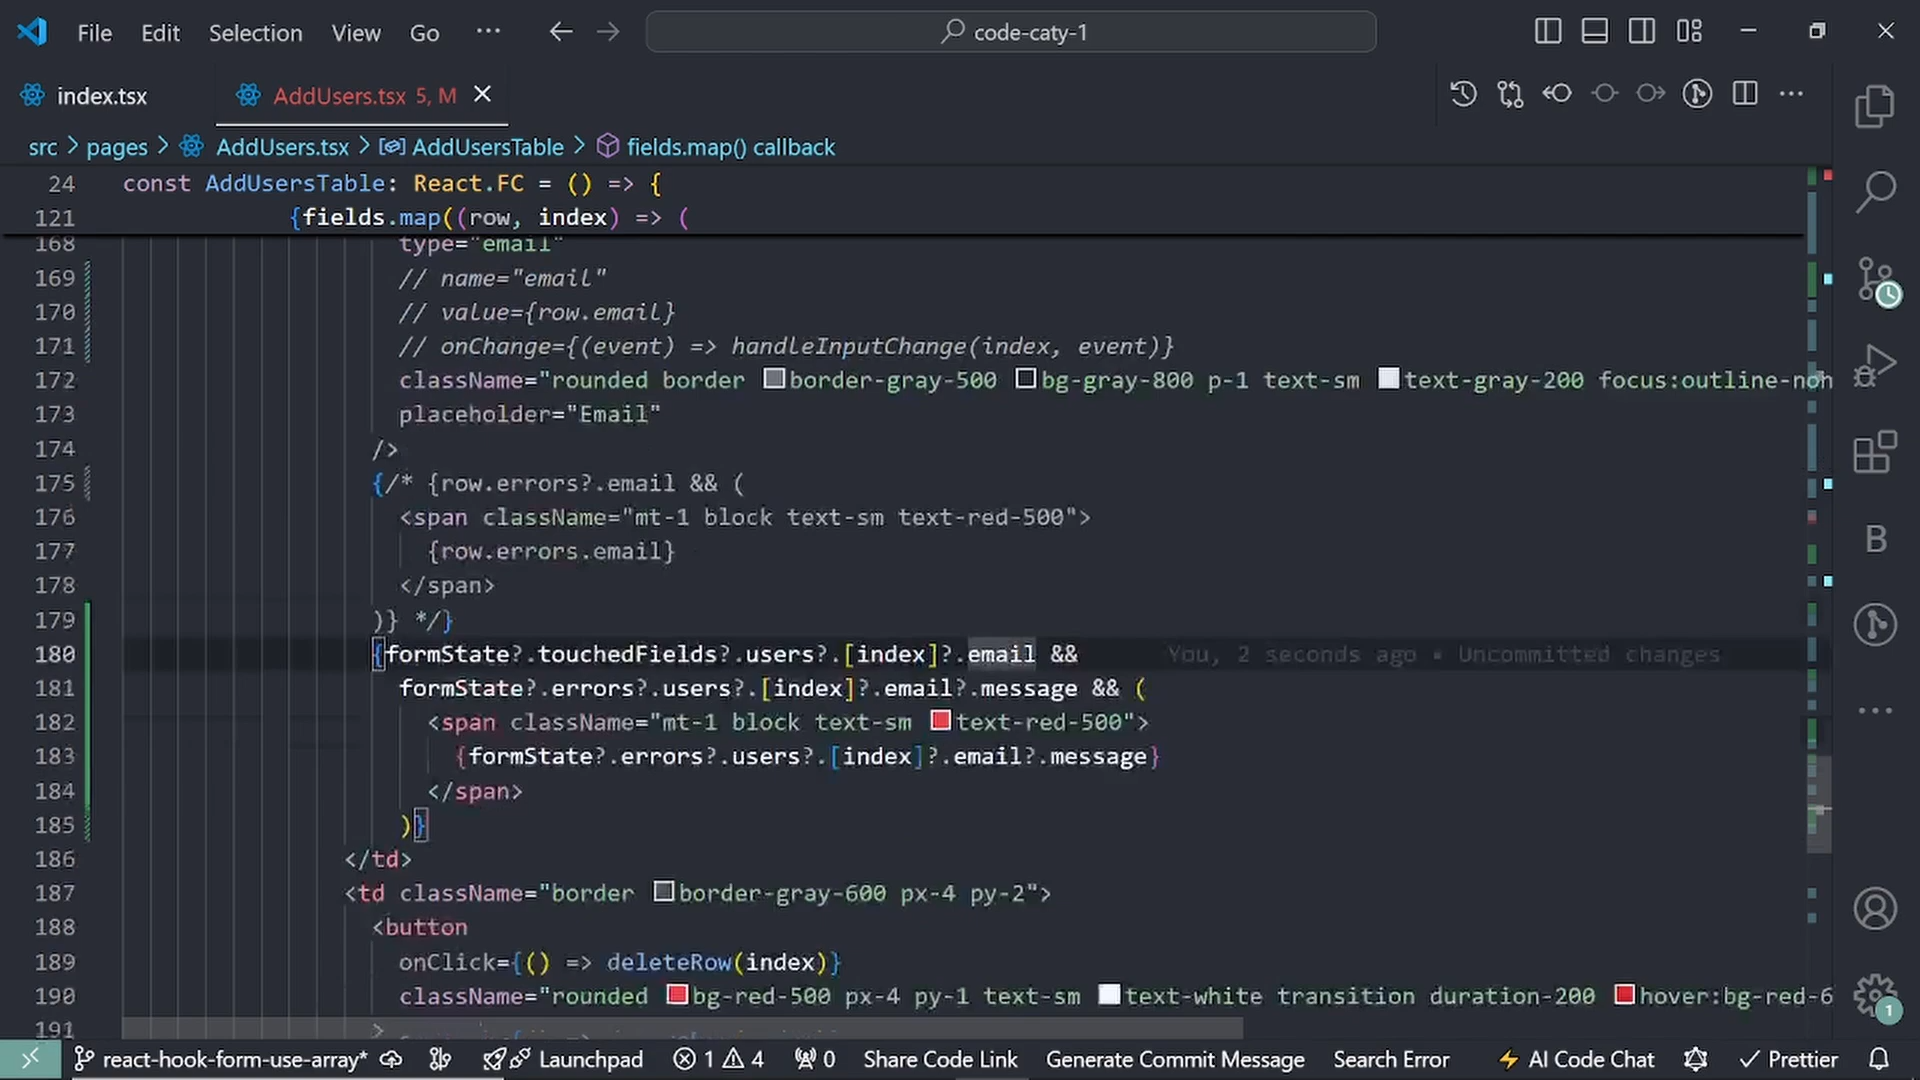 File Edit Selection View Go ··· code-caty-1
index.tsx AddUsers.tsx 5, M
src > pages > AddUsers.tsx > AddUsersTable > fields.map() callback
24 const AddUsersTable: React.FC = () => {
121 {fields.map((row, index) => (
168 type="email"
169 // name="email"
170 // value={row.email}
171 // onChange={(event) => handleInputChange(index, event)}
172 className="rounded border border-gray-500 bg-gray-800 p-1 text-sm text-gray-200 focus:outline-non
173 placeholder="Email"
174 />
175 {/* {row.errors?.email && (
176 <span className="mt-1 block text-sm text-red-500">
177 {row.errors.email}
178 </span>
179 )} */}
180 {formState?.touchedFields?.users?.[index]?.email && You, 2 seconds ago • Uncommitted changes
181 formState?.errors?.users?.[index]?.email?.message && (
182 <span className="mt-1 block text-sm text-red-500">
183 {formState?.errors?.users?.[index]?.email?.message}
184 </span>
185 )}
186 </td>
187 <td className="border border-gray-600 px-4 py-2">
188 <button
189 onClick={() => deleteRow(index)}
190 className="rounded bg-red-500 px-4 py-1 text-sm text-white transition duration-200 hover:bg-red-6
191 >
B
1
react-hook-form-use-array* Launchpad 1 4 0 Share Code Link Generate Commit Message Search Error AI Code Chat Prettier